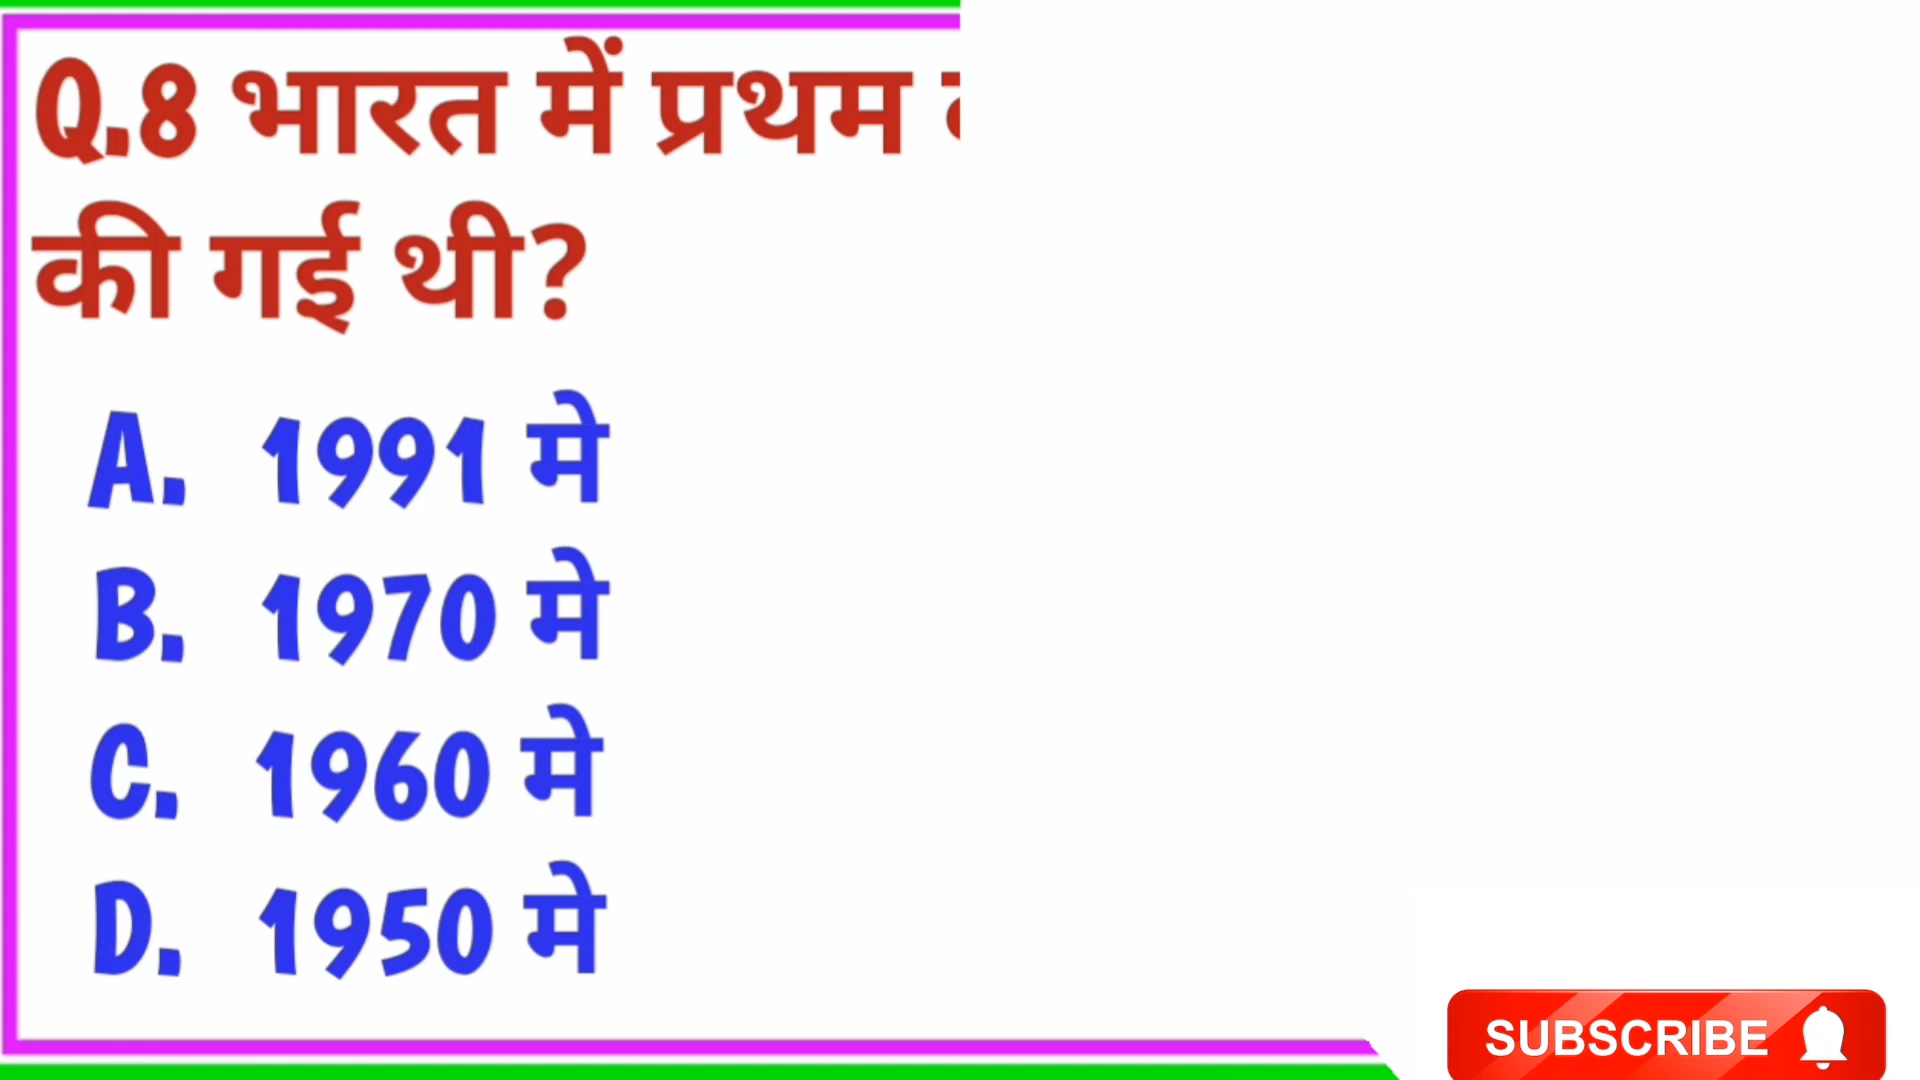 Q.8 भारत में प्रथम
की गई थी?
A. 1991 मे
B. 1970 मे
C. 1960 मे
D. 1950 मे
SUBSCRIBE